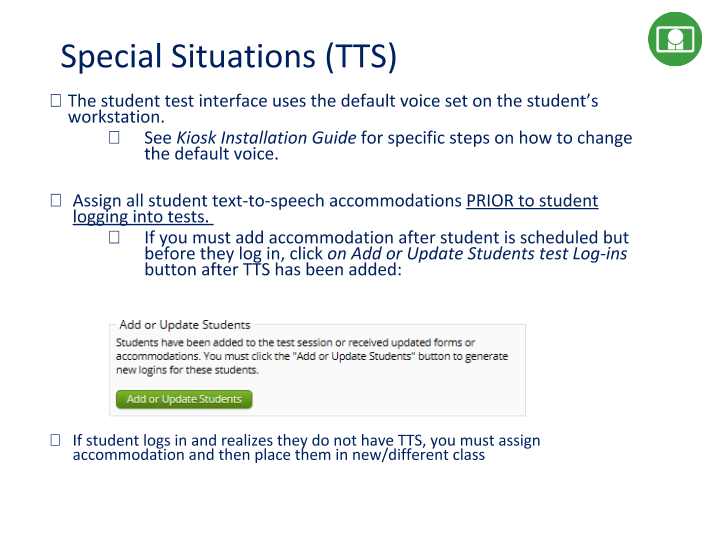 Special Situations (TTS)
The student test interface uses the default voice set on the student’s
workstation.
See Kiosk Installation Guide for specific steps on how to change
the default voice.
Assign all student text-to-speech accommodations PRIOR to student
logging into tests.
If you must add accommodation after student is scheduled but
before they log in, click on Add or Update Students test Log-ins
button after TTS has been added:
Add or Update Students
Students have been added to the test session or received updated forms or
accommodations. You must click the "Add or Update Students" button to generate
new logins for these students.
Add or Update Students
If student logs in and realizes they do not have TTS, you must assign
accommodation and then place them in new/different class